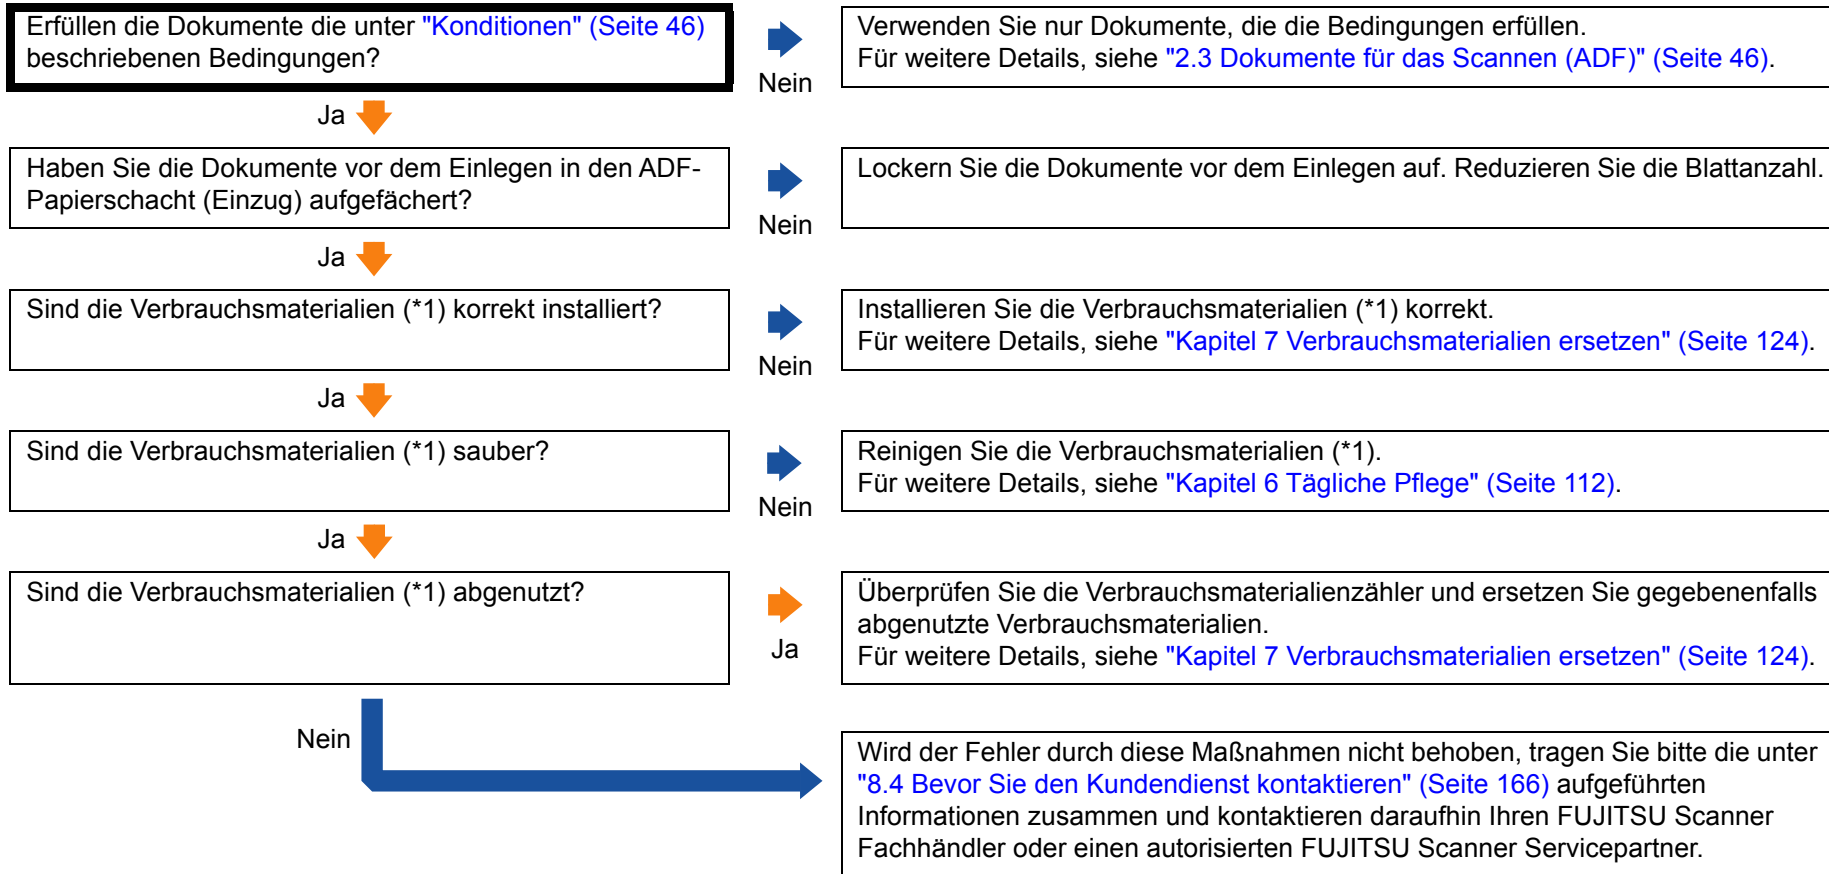 Erfüllen die Dokumente die unter "Konditionen" (Seite 46)
beschriebenen Bedingungen?
Nein
Verwenden Sie nur Dokumente, die die Bedingungen erfüllen.
Für weitere Details, siehe "2.3 Dokumente für das Scannen (ADF)" (Seite 46).
Ja
Haben Sie die Dokumente vor dem Einlegen in den ADF-
Papierschacht (Einzug) aufgefächert?
Nein
Lockern Sie die Dokumente vor dem Einlegen auf. Reduzieren Sie die Blattanzahl.
Ja
Sind die Verbrauchsmaterialien (*1) korrekt installiert?
Nein
Installieren Sie die Verbrauchsmaterialien (*1) korrekt.
Für weitere Details, siehe "Kapitel 7 Verbrauchsmaterialien ersetzen" (Seite 124).
Ja
Sind die Verbrauchsmaterialien (*1) sauber?
Nein
Reinigen Sie die Verbrauchsmaterialien (*1).
Für weitere Details, siehe "Kapitel 6 Tägliche Pflege" (Seite 112).
Ja
Sind die Verbrauchsmaterialien (*1) abgenutzt?
Ja
Überprüfen Sie die Verbrauchsmaterialienzähler und ersetzen Sie gegebenenfalls
abgenutzte Verbrauchsmaterialien.
Für weitere Details, siehe "Kapitel 7 Verbrauchsmaterialien ersetzen" (Seite 124).
Nein
Wird der Fehler durch diese Maßnahmen nicht behoben, tragen Sie bitte die unter
"8.4 Bevor Sie den Kundendienst kontaktieren" (Seite 166) aufgeführten
Informationen zusammen und kontaktieren daraufhin Ihren FUJITSU Scanner
Fachhändler oder einen autorisierten FUJITSU Scanner Servicepartner.